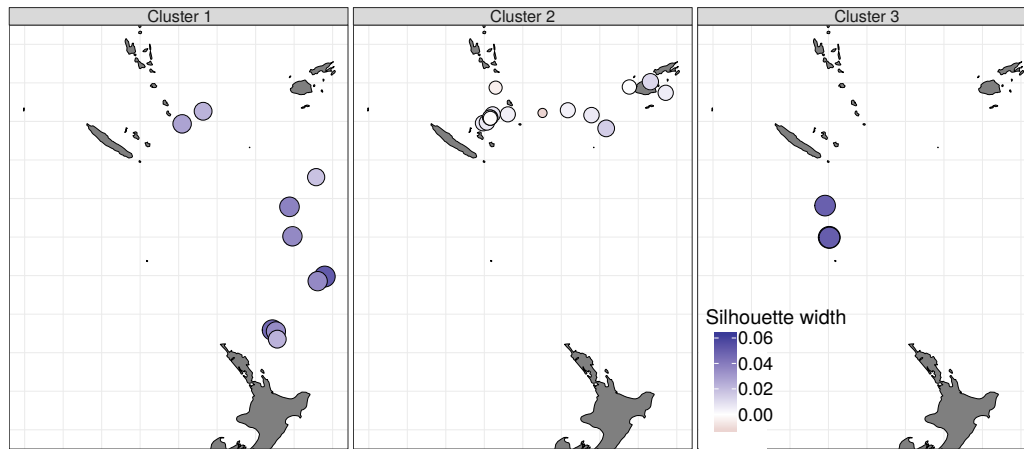 Cluster 1
Cluster 2
Cluster 3
Silhouette width
0.06
0.04
0.02
0.00